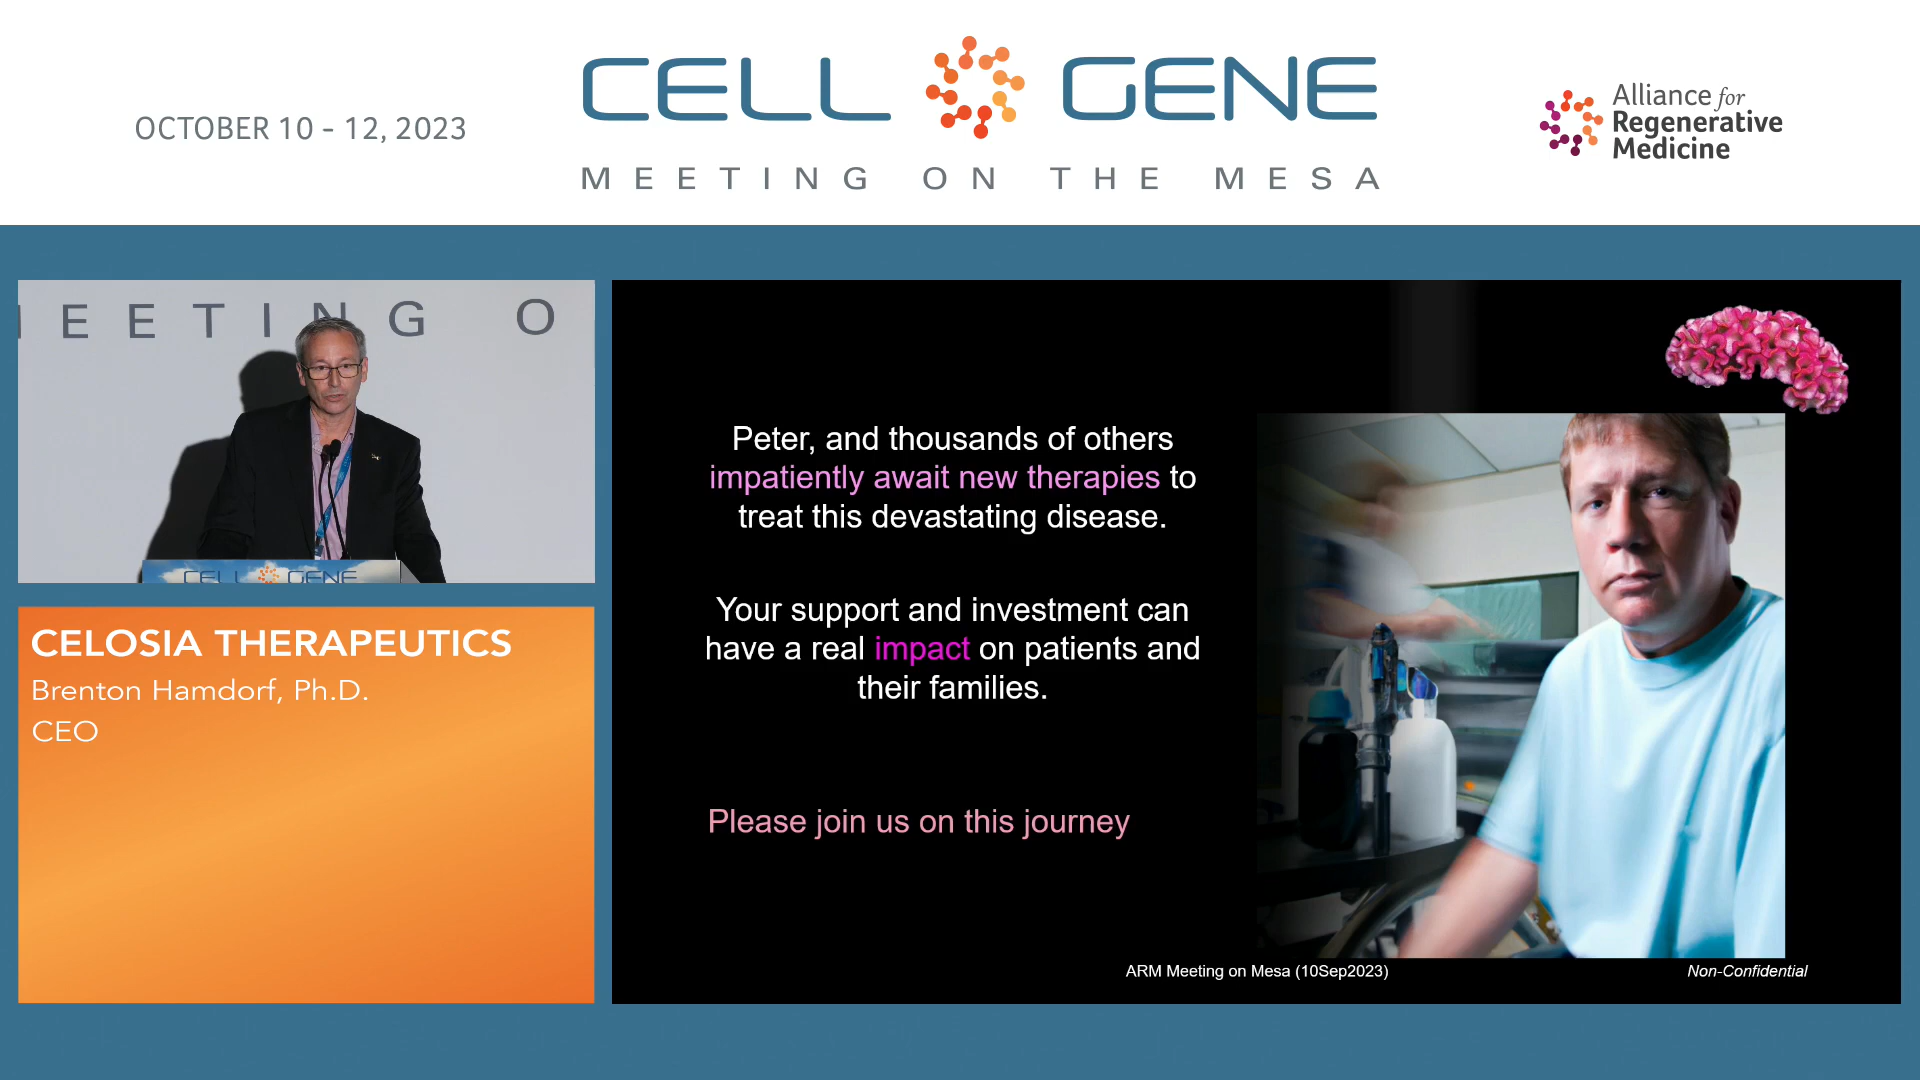 OCTOBER 10 - 12, 2023
CELL GENE
MEETING ON THE MESA
Alliance for
Regenerative
Medicine
EETING O
CELL GENE
CELOSIA THERAPEUTICS
Brenton Hamdorf, Ph.D.
CEO
Peter, and thousands of others
impatiently await new therapies to
treat this devastating disease.
Your support and investment can
have a real impact on patients and
their families.
Please join us on this journey
ARM Meeting on Mesa (10Sep2023)
Non-Confidential